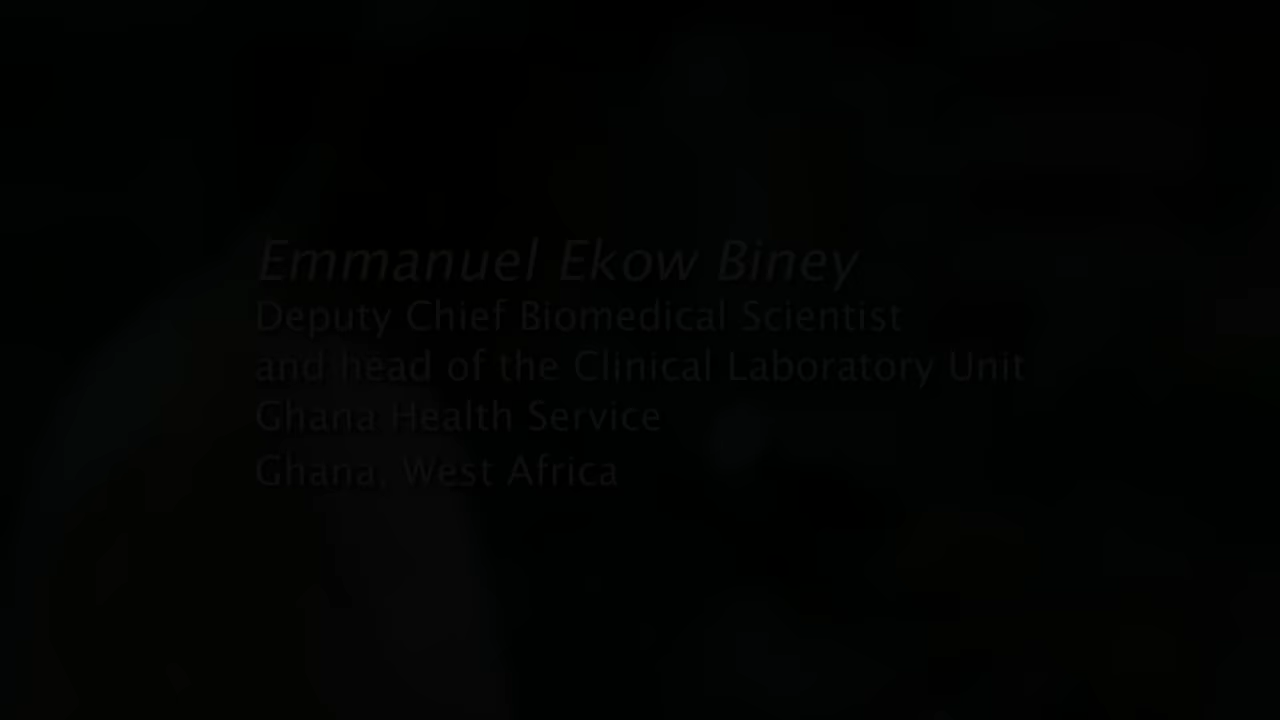 Emmanuel Ekow Biney
Deputy Chief Biomedical Scientist
and head of the Clinical Laboratory Unit
Ghana Health Service
Ghana, West Africa